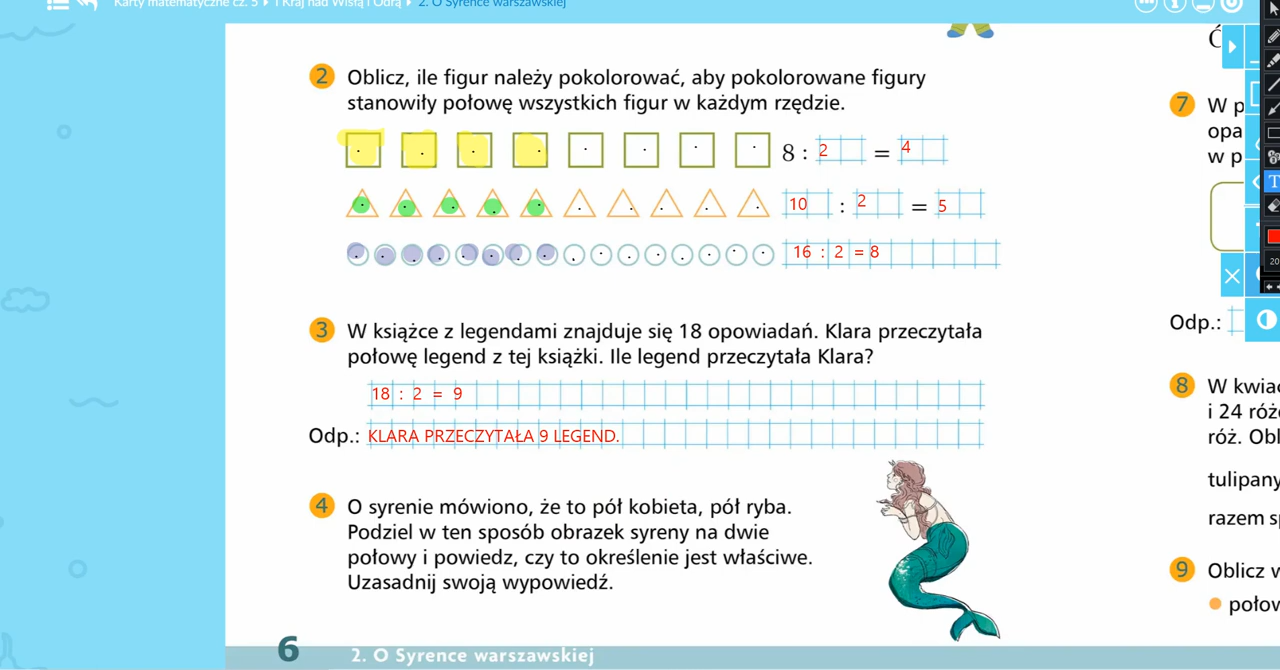 Karty matematyczne cz. 5 ▸ I Kraj nad Wisłą i Odrą ▸ 2. O Syrence warszawskiej
2 Oblicz, ile figur należy pokolorować, aby pokolorowane figury
stanowiły połowę wszystkich figur w każdym rzędzie.
8 : 2 = 4
10 : 2 = 5
16 : 2 = 8
3 W książce z legendami znajduje się 18 opowiadań. Klara przeczytała
połowę legend z tej książki. Ile legend przeczytała Klara?
18 : 2 = 9
Odp.: KLARA PRZECZYTAŁA 9 LEGEND.
4 O syrenie mówiono, że to pół kobieta, pół ryba.
Podziel w ten sposób obrazek syreny na dwie
połowy i powiedz, czy to określenie jest właściwe.
Uzasadnij swoją wypowiedź.
6 2. O Syrence warszawskiej
Ć
7 W p
opa
w p
Odp.:
8 W kwiac
i 24 róż
róż. Obl
tulipany
razem s
9 Oblicz w
• połow
T
20